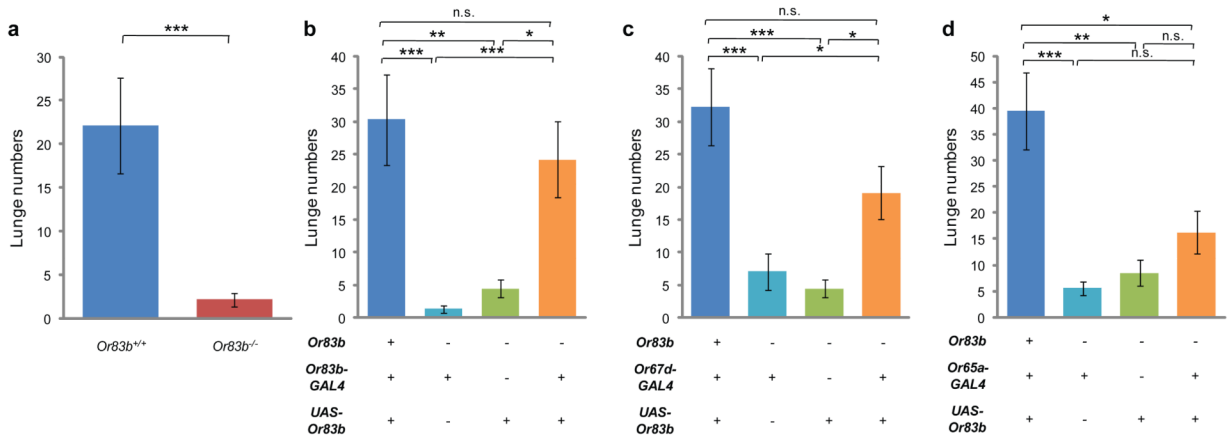 a
***
Lunge numbers
30
25
20
15
10
5
0
Or83b+/+ Or83b-/-
b
n.s.
** *
*** ***
Lunge numbers
40
35
30
25
20
15
10
5
0
Or83b + - - -
Or83b-
GAL4 + + - +
UAS-
Or83b + - + +
c
n.s.
*** *
*** *
Lunge numbers
40
35
30
25
20
15
10
5
0
Or83b + - - -
Or67d-
GAL4 + + - +
UAS-
Or83b + - + +
d
*
** n.s.
*** n.s.
Lunge numbers
50
45
40
35
30
25
20
15
10
5
0
Or83b + - - -
Or65a-
GAL4 + + - +
UAS-
Or83b + - + +